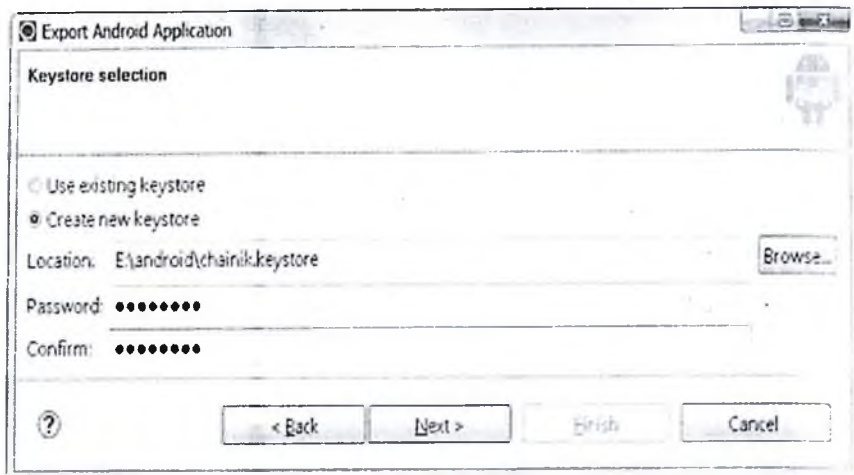 Export Android Application
Keystore selection
Use existing keystore
Create new keystore
Location: E:\android\chainik.keystore
Browse...
Password: ●●●●●●●●
Confirm: ●●●●●●●●
?
< Back
Next >
Finish
Cancel